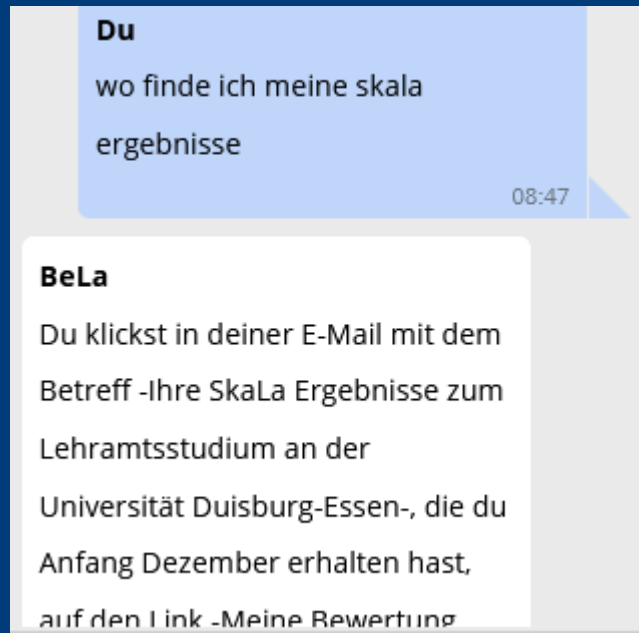 Du
wo finde ich meine skala
ergebnisse
08:47
BeLa
Du klickst in deiner E-Mail mit dem
Betreff -Ihre SkaLa Ergebnisse zum
Lehramtsstudium an der
Universität Duisburg-Essen-, die du
Anfang Dezember erhalten hast,
auf den Link -Meine Bewertung